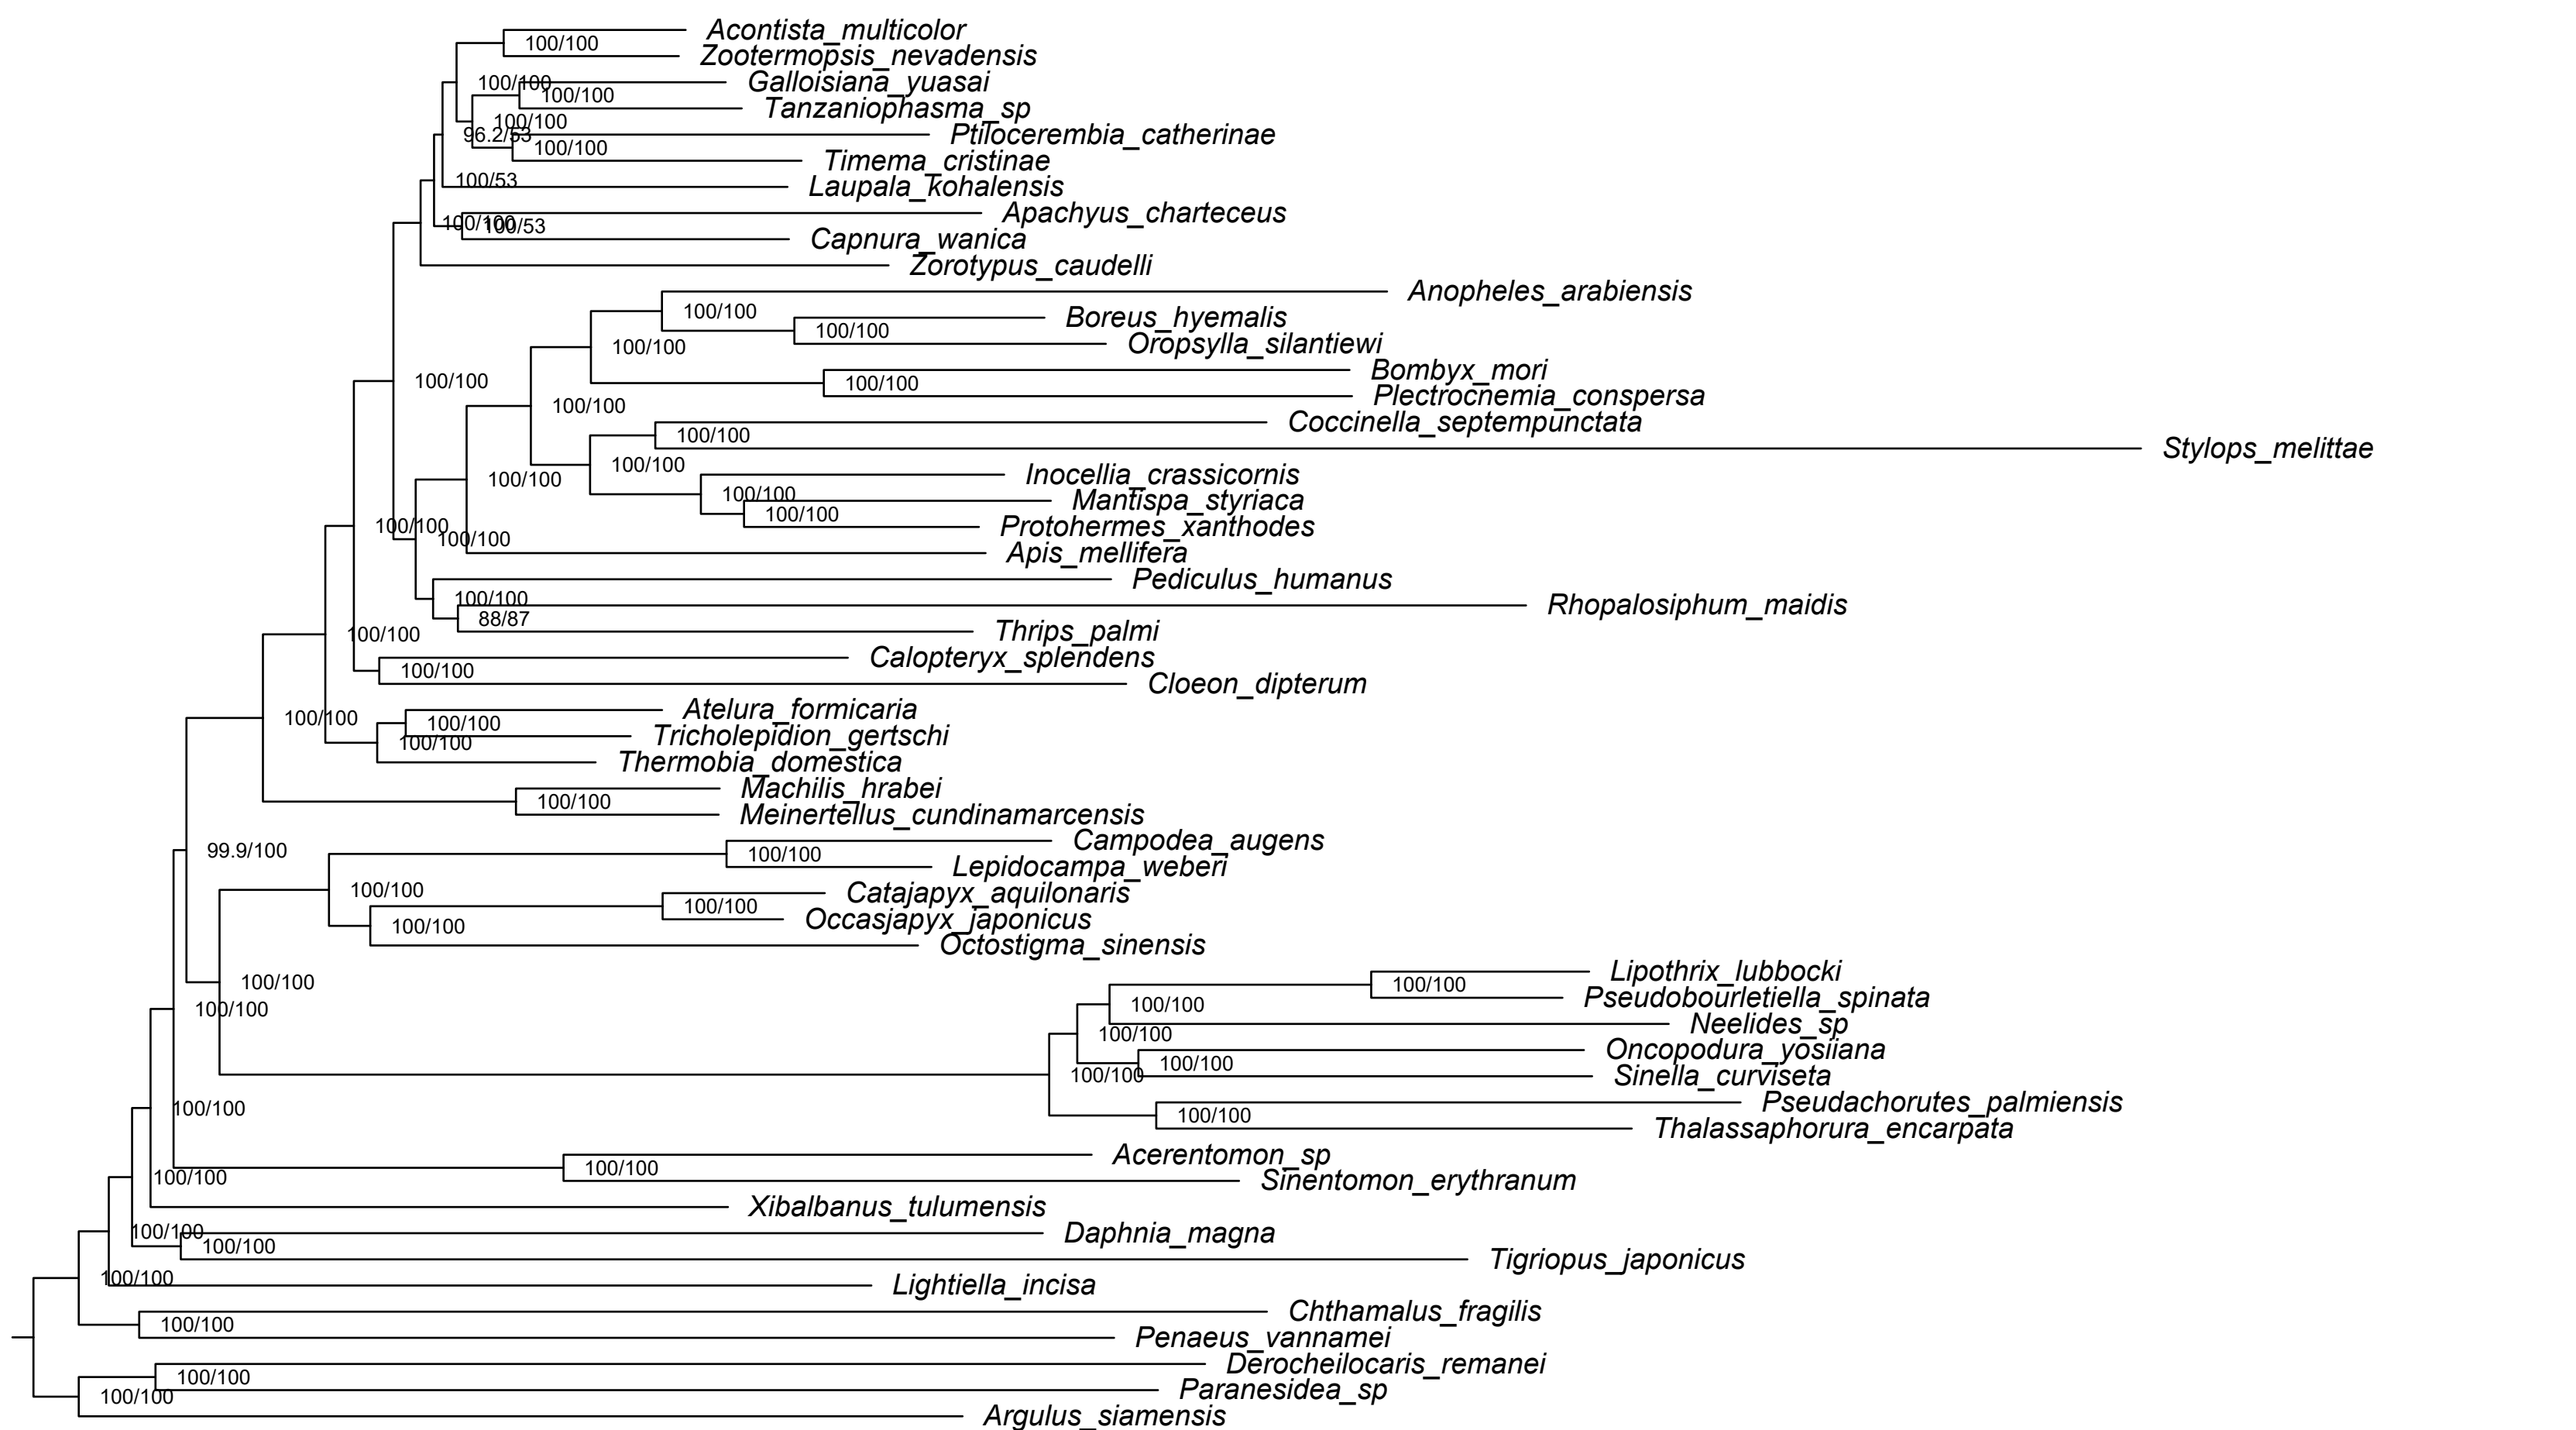 Acontista_multicolor
100/100
Zootermopsis_nevadensis
100/100
Galloisiana_yuasai
100/100
Tanzaniophasma_sp
100/100
96.2/53
Ptilocerembia_catherinae
100/100
Timema_cristinae
100/53
Laupala_kohalensis
Apachyus_charteceus
100/100
100/53
Capnura_wanica
Zorotypus_caudelli
Anopheles_arabiensis
100/100
Boreus_hyemalis
100/100
Oropsylla_silantiewi
100/100
Bombyx_mori
100/100
100/100
Plectrocnemia_conspersa
100/100
Coccinella_septempunctata
100/100
Stylops_melittae
100/100
Inocellia_crassicornis
100/100
100/100
Mantispa_styriaca
100/100
Protohermes_xanthodes
100/100
100/100
Apis_mellifera
Pediculus_humanus
100/100
Rhopalosiphum_maidis
88/87
Thrips_palmi
100/100
Calopteryx_splendens
100/100
Cloeon_dipterum
Atelura_formicaria
100/100
100/100
Tricholepidion_gertschi
100/100
Thermobia_domestica
Machilis_hrabei
100/100
Meinertellus_cundinamarcensis
Campodea_augens
99.9/100
100/100
Lepidocampa_weberi
100/100
Catajapyx_aquilonaris
100/100
Occasjapyx_japonicus
100/100
Octostigma_sinensis
Lipothrix_lubbocki
100/100
100/100
Pseudobourletiella_spinata
100/100
100/100
Neelides_sp
100/100
Oncopodura_yosiiana
100/100
100/100
Sinella_curviseta
Pseudachorutes_palmiensis
100/100
100/100
Thalassaphorura_encarpata
Acerentomon_sp
100/100
100/100
Sinentomon_erythranum
Xibalbanus_tulumensis
100/100
Daphnia_magna
100/100
Tigriopus_japonicus
100/100
Lightiella_incisa
Chthamalus_fragilis
100/100
Penaeus_vannamei
Derocheilocaris_remanei
100/100
Paranesidea_sp
100/100
Argulus_siamensis